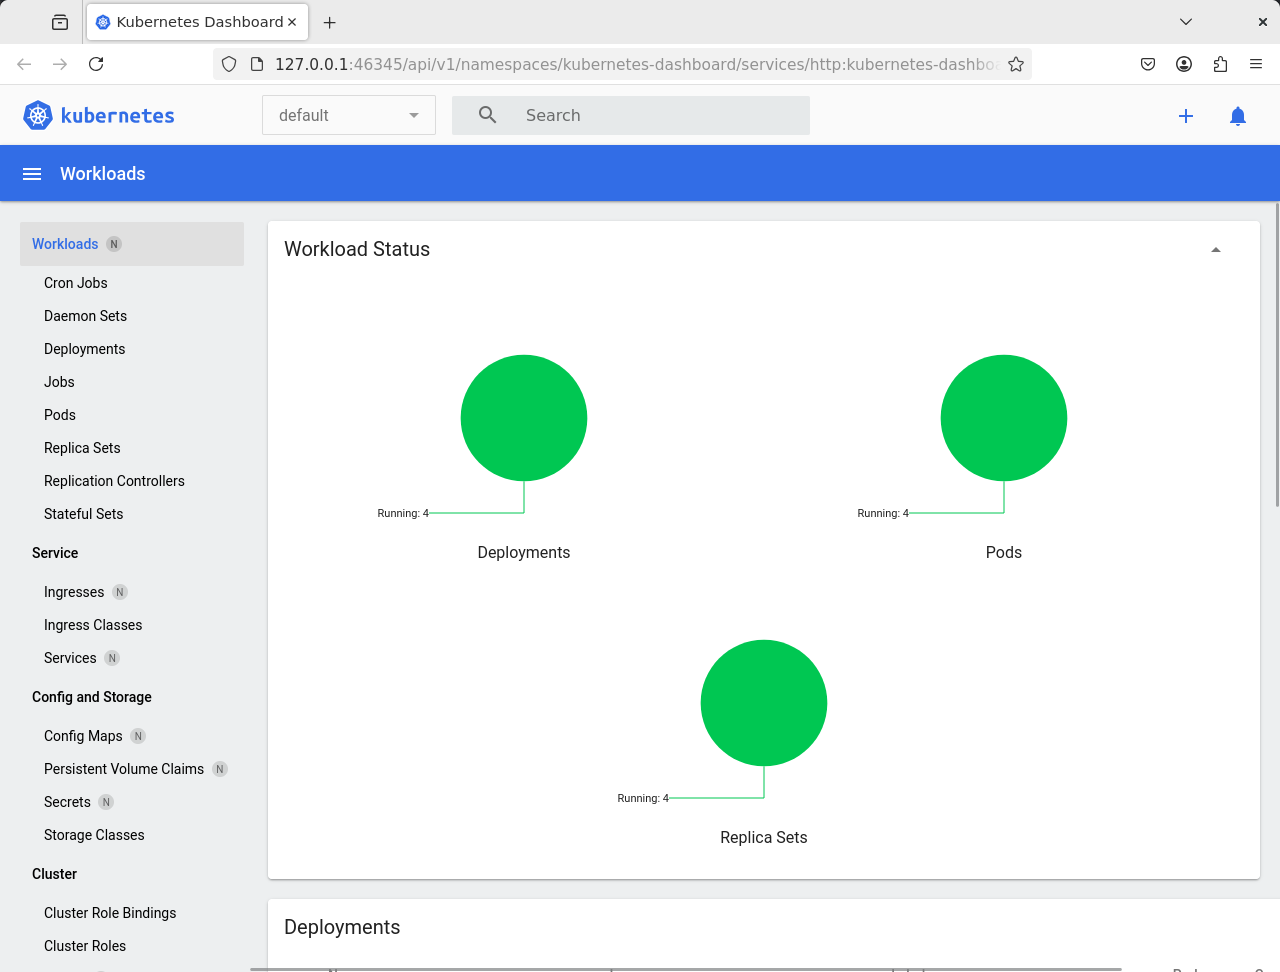 Kubernetes Dashboard
127.0.0.1:46345/api/v1/namespaces/kubernetes-dashboard/services/http:kubernetes-dashbo
kubernetes
default
Search
Workloads
Workloads N
Cron Jobs
Daemon Sets
Deployments
Jobs
Pods
Replica Sets
Replication Controllers
Stateful Sets
Service
Ingresses N
Ingress Classes
Services N
Config and Storage
Config Maps N
Persistent Volume Claims N
Secrets N
Storage Classes
Cluster
Cluster Role Bindings
Cluster Roles
Workload Status
Running: 4
Deployments
Running: 4
Pods
Running: 4
Replica Sets
Deployments